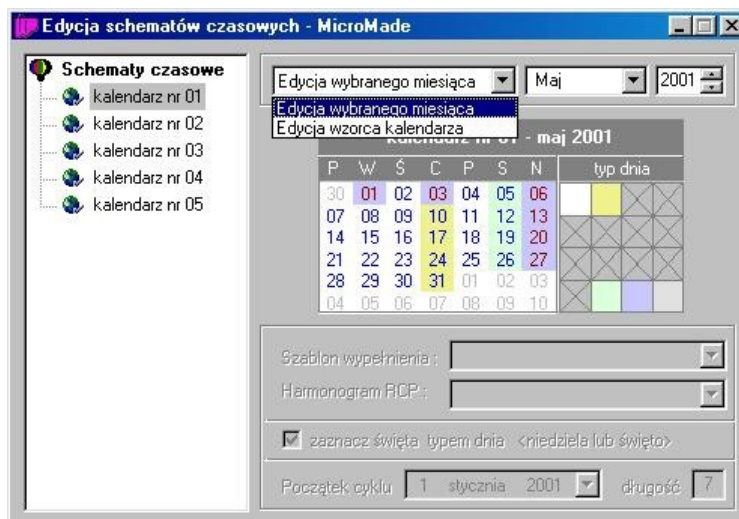 Edycja schematów czasowych - MicroMade
Schematy czasowe
kalendarz nr 01
kalendarz nr 02
kalendarz nr 03
kalendarz nr 04
kalendarz nr 05
Edycja wybranego miesiąca Maj 2001
Edycja wybranego miesiąca
Edycja wzorca kalendarza
kalendarz nr 01 - maj 2001
P W Ś C P S N typ dnia
30 01 02 03 04 05 06
07 08 09 10 11 12 13
14 15 16 17 18 19 20
21 22 23 24 25 26 27
28 29 30 31 01 02 03
04 05 06 07 08 09 10
Szablon wypełnienia :
Harmonogram RCP :
zaznacz święta typem dnia <niedziela lub święto>
Początek cyklu 1 stycznia 2001 długość 7